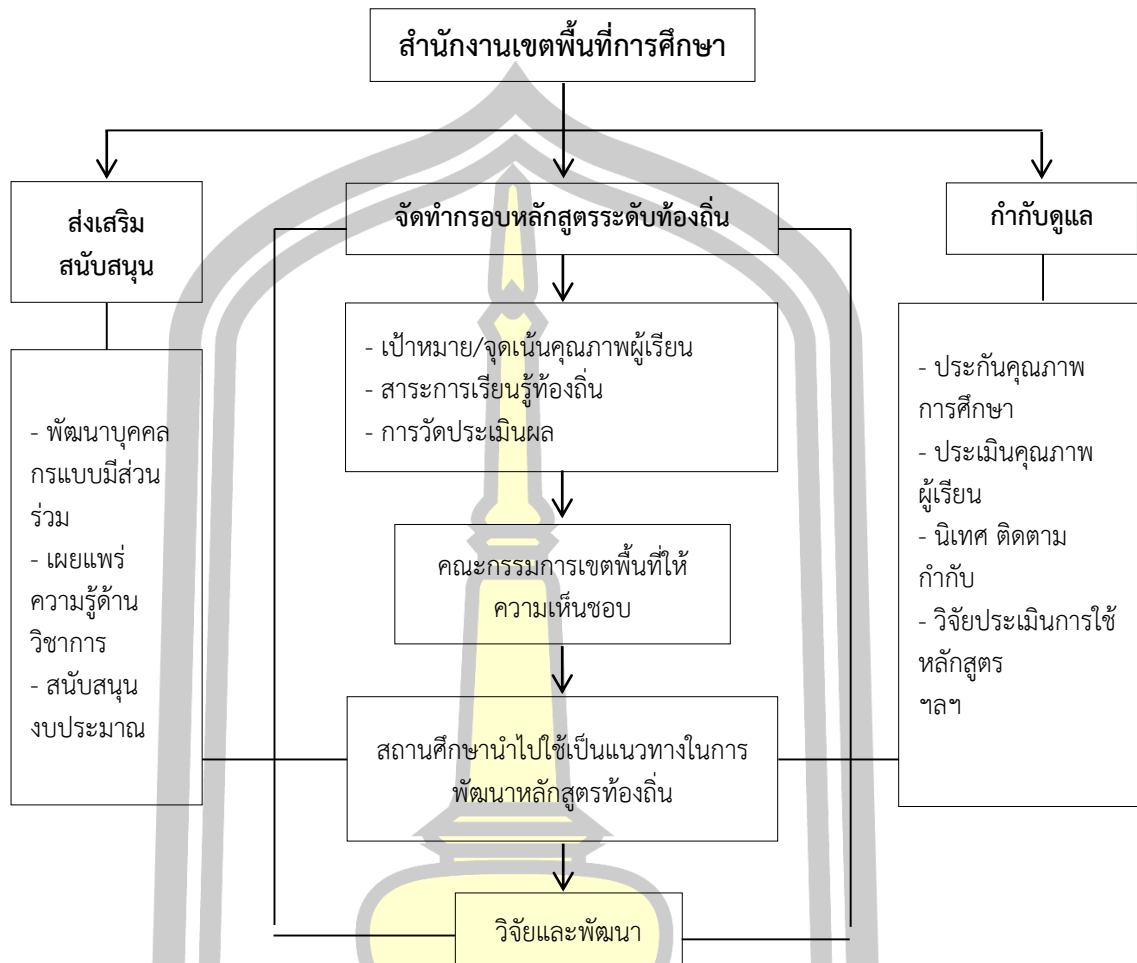 สำนักงานเขตพื้นที่การศึกษา
ส่งเสริม
สนับสนุน
จัดทำกรอบหลักสูตรระดับท้องถิ่น
กำกับดูแล
- พัฒนาบุคคล
กรแบบมีส่วน
ร่วม
- เผยแพร่
ความรู้ด้าน
วิชาการ
- สนับสนุน
งบประมาณ
- เป้าหมาย/จุดเน้นคุณภาพผู้เรียน
- สาระการเรียนรู้ท้องถิ่น
- การวัดประเมินผล
คณะกรรมการเขตพื้นที่ให้
ความเห็นชอบ
สถานศึกษานำไปใช้เป็นแนวทางในการ
พัฒนาหลักสูตรท้องถิ่น
วิจัยและพัฒนา
- ประกันคุณภาพ
การศึกษา
- ประเมินคุณภาพ
ผู้เรียน
- นิเทศ ติดตาม
กำกับ
- วิจัยประเมินการใช้
หลักสูตร
ฯลฯ